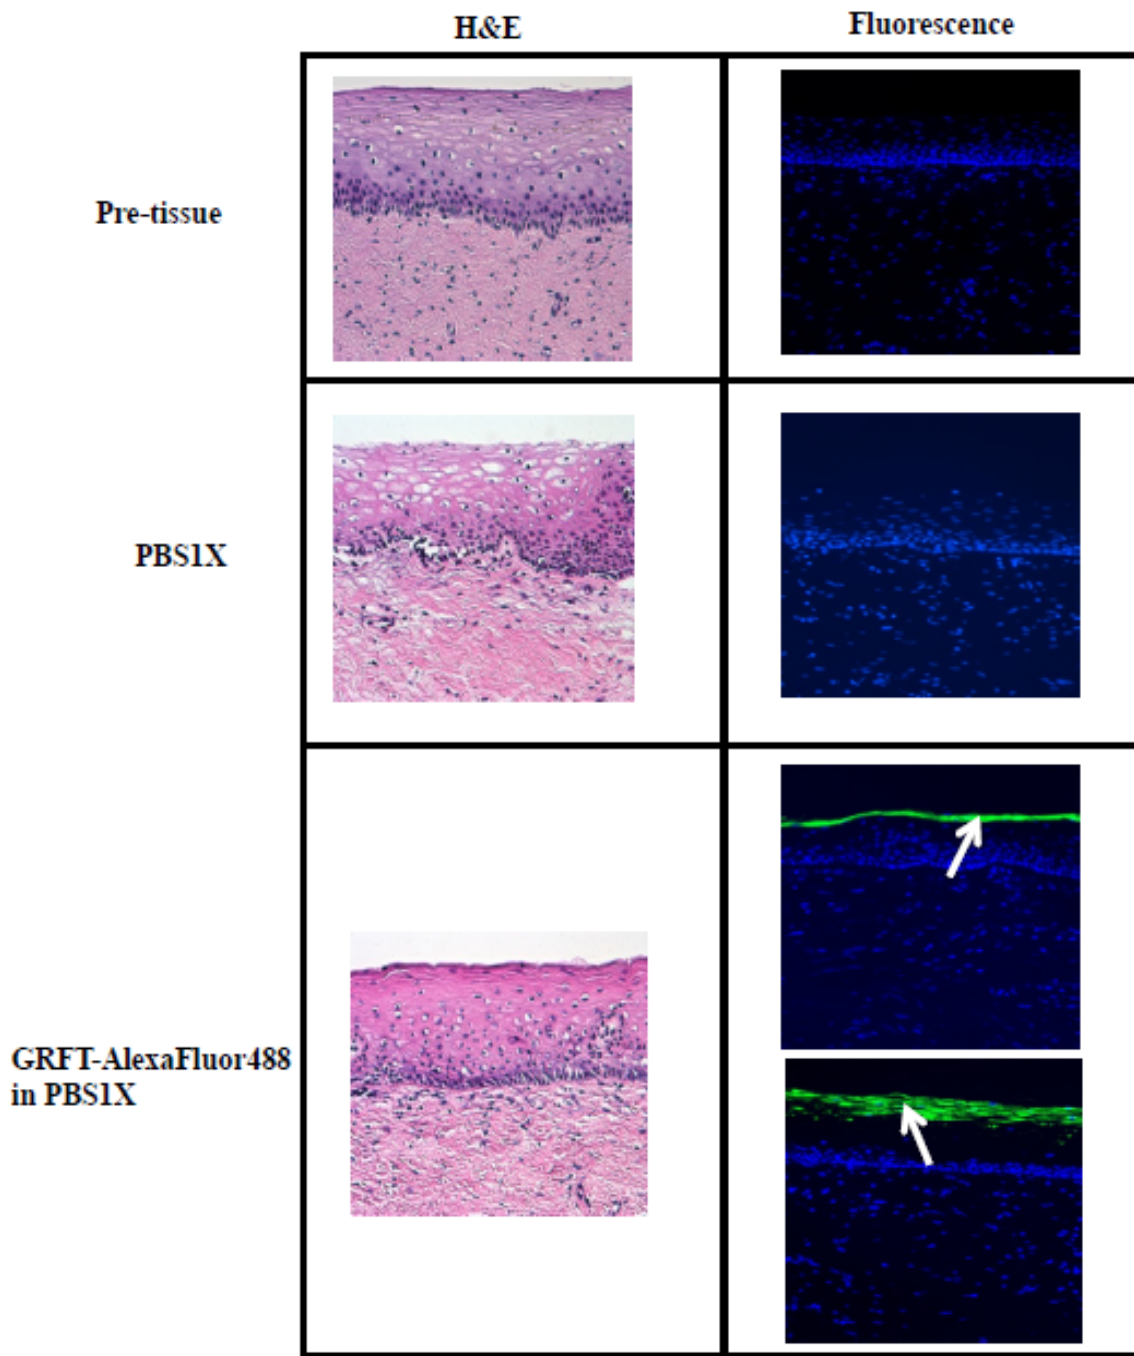 H&E
Fluorescence
Pre-tissue
PBS1X
GRFT-AlexaFluor488
in PBS1X